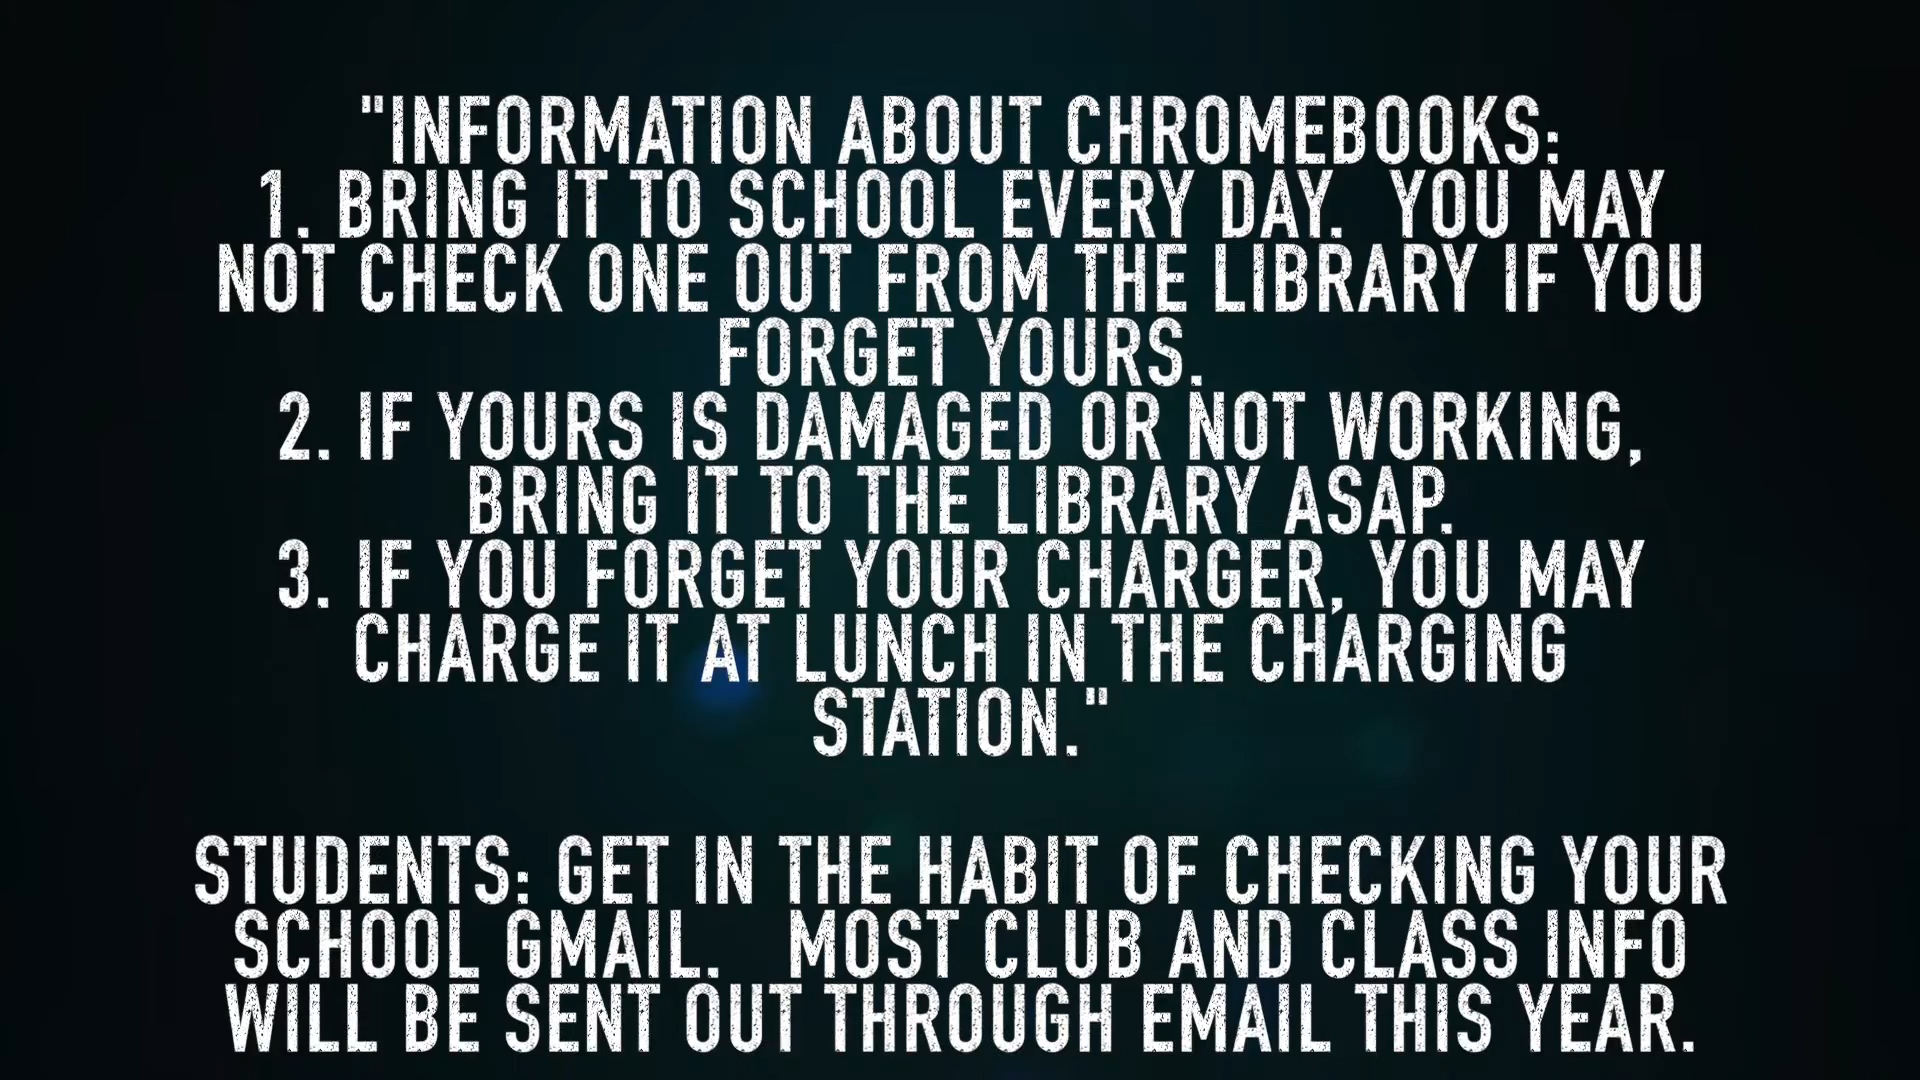 "INFORMATION ABOUT CHROMEBOOKS:
1. BRING IT TO SCHOOL EVERY DAY.  YOU MAY
NOT CHECK ONE OUT FROM THE LIBRARY IF YOU
FORGET YOURS.
2. IF YOURS IS DAMAGED OR NOT WORKING,
BRING IT TO THE LIBRARY ASAP.
3. IF YOU FORGET YOUR CHARGER, YOU MAY
CHARGE IT AT LUNCH IN THE CHARGING
STATION."
STUDENTS: GET IN THE HABIT OF CHECKING YOUR
SCHOOL GMAIL.   MOST CLUB AND CLASS INFO
WILL BE SENT OUT THROUGH EMAIL THIS YEAR.